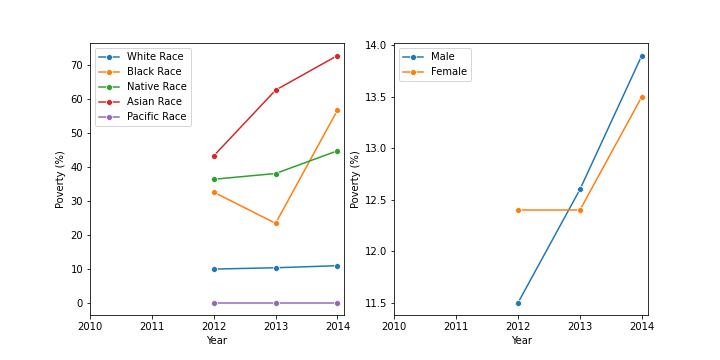 White Race
Black Race
Native Race
Asian Race
Pacific Race
70
60
50
40
30
20
10
0
Poverty (%)
2010 2011 2012 2013 2014
Year
Male
Female
14.0
13.5
13.0
12.5
12.0
11.5
Poverty (%)
2010 2011 2012 2013 2014
Year